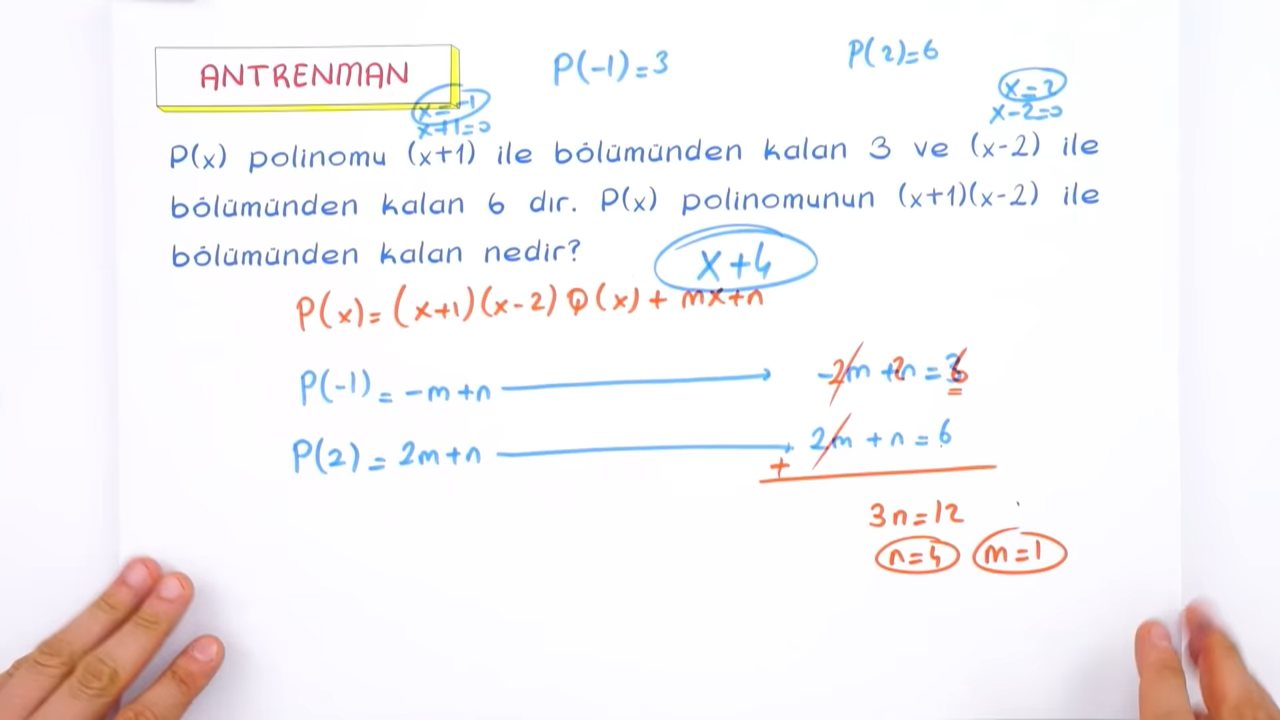 P(-1)=3
P(2)=6
ANTRENMAN
x=-1
x+1=0
x=2
x-2=0
P(x) polinomu (x+1) ile bölümünden kalan 3 ve (x-2) ile
bölümünden kalan 6 dır. P(x) polinomunun (x+1)(x-2) ile
bölümünden kalan nedir?
x+4
P(x)=(x+1)(x-2)Q(x)+mx+n
P(-1)=-m+n
-2m+2n=6
P(2)=2m+n
2m+n=6
+
3n=12
n=4 m=1